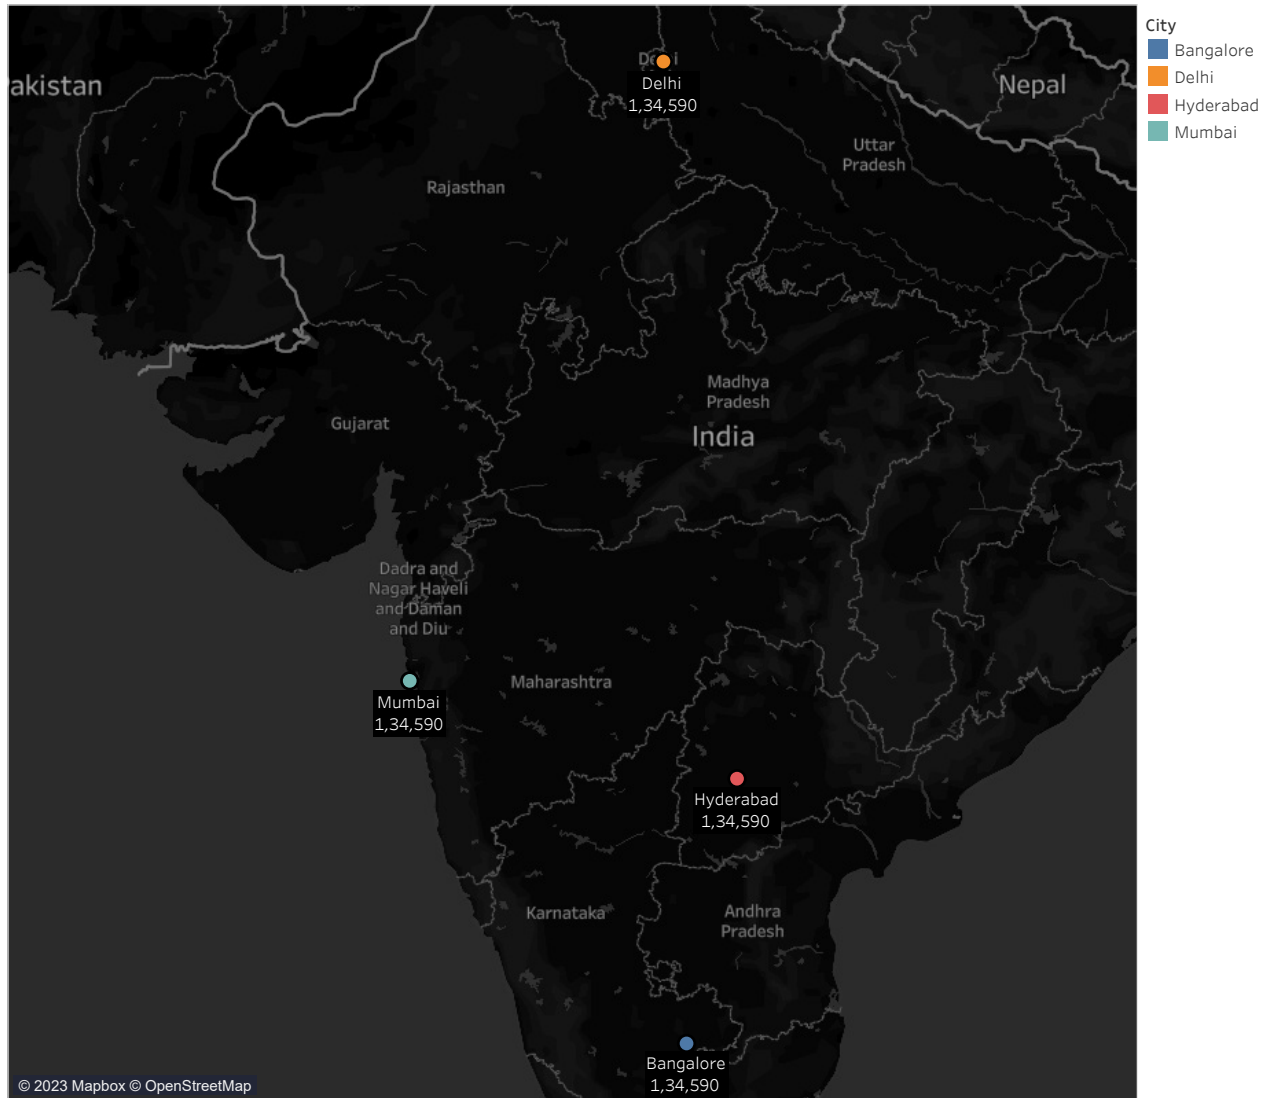 City
Bangalore
Delhi
Hyderabad
Mumbai
akistan
Nepal
Delhi
1,34,590
Uttar
Pradesh
Rajasthan
Madhya
Pradesh
India
Gujarat
Dadra and
Nagar Haveli
and Daman
and Diu
Maharashtra
Mumbai
1,34,590
Hyderabad
1,34,590
Karnataka
Andhra
Pradesh
Bangalore
1,34,590
© 2023 Mapbox © OpenStreetMap